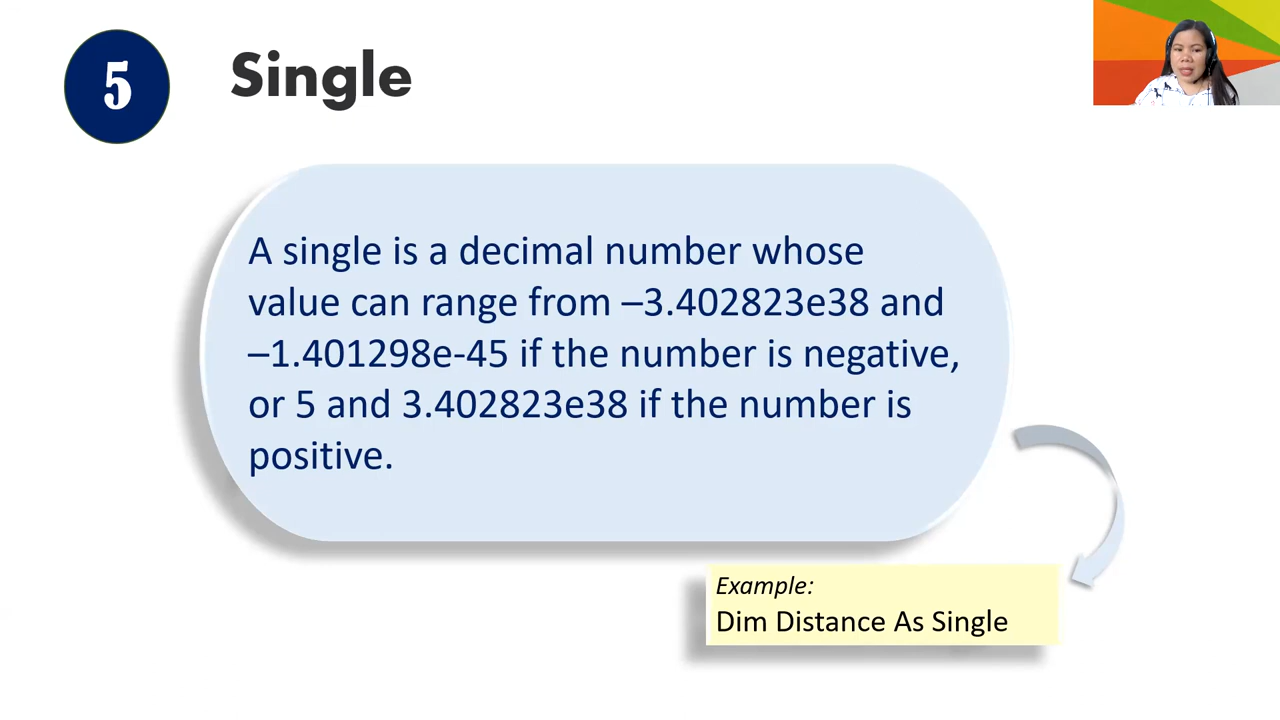 5
Single
A single is a decimal number whose
value can range from –3.402823e38 and
–1.401298e-45 if the number is negative,
or 5 and 3.402823e38 if the number is
positive.
Example:
Dim Distance As Single